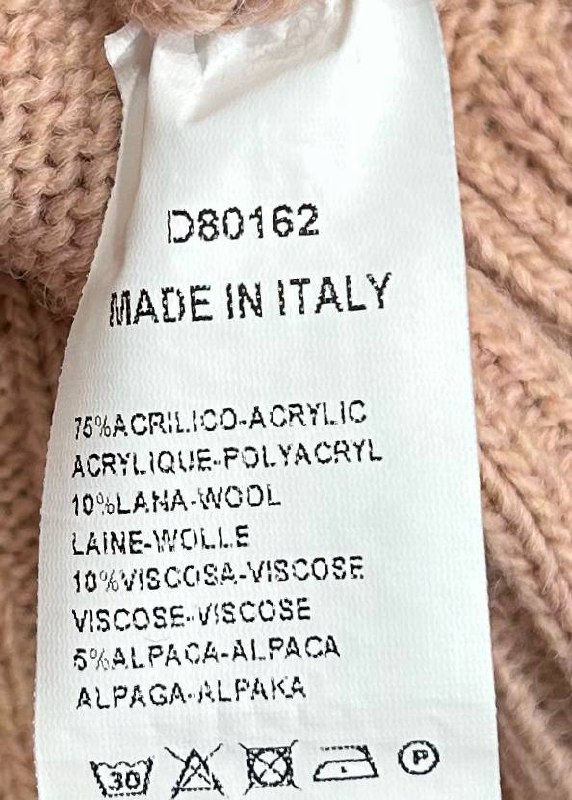 D80162
MADE IN ITALY
75%ACRILICO-ACRYLIC
ACRYLIQUE-POLYACRYL
10%LANA-WOOL
LAINE-WOLLE
10%VISCOSA-VISCOSE
VISCOSE-VISCOSE
5%ALPACA-ALPACA
ALPAGA-ALPAKA
30 P